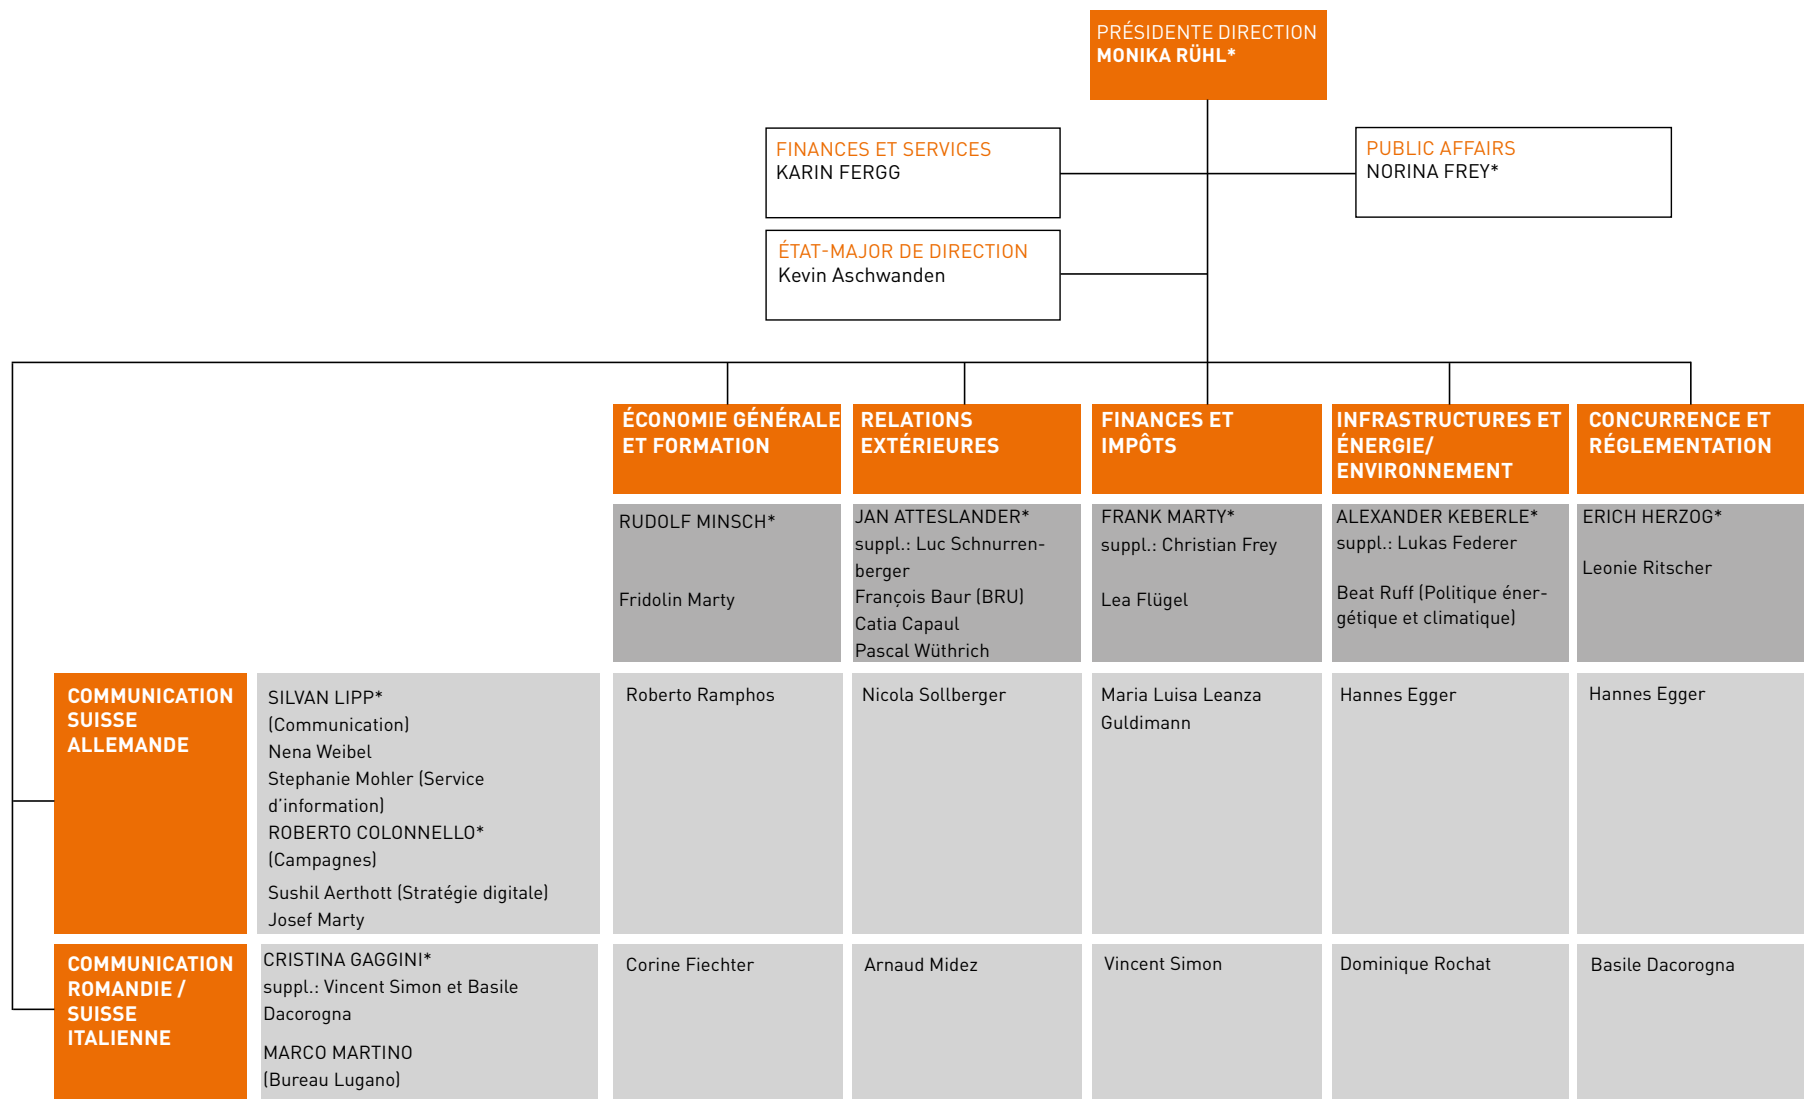 PRÉSIDENTE DIRECTION
MONIKA RÜHL*
FINANCES ET SERVICES
KARIN FERGG
PUBLIC AFFAIRS
NORINA FREY*
ÉTAT-MAJOR DE DIRECTION
Kevin Aschwanden
ÉCONOMIE GÉNÉRALE
ET FORMATION
RELATIONS
EXTÉRIEURES
FINANCES ET
IMPÔTS
INFRASTRUCTURES ET
ÉNERGIE/
ENVIRONNEMENT
CONCURRENCE ET
RÉGLEMENTATION
RUDOLF MINSCH*
Fridolin Marty
JAN ATTESLANDER*
suppl.: Luc Schnurren-
berger
François Baur (BRU)
Catia Capaul
Pascal Wüthrich
FRANK MARTY*
suppl.: Christian Frey
Lea Flügel
ALEXANDER KEBERLE*
suppl.: Lukas Federer
Beat Ruff (Politique éner-
gétique et climatique)
ERICH HERZOG*
Leonie Ritscher
COMMUNICATION
SUISSE
ALLEMANDE
SILVAN LIPP*
(Communication)
Nena Weibel
Stephanie Mohler (Service
d'information)
ROBERTO COLONNELLO*
(Campagnes)
Sushil Aerthott (Stratégie digitale)
Josef Marty
Roberto Ramphos
Nicola Sollberger
Maria Luisa Leanza
Guldimann
Hannes Egger
Hannes Egger
COMMUNICATION
ROMANDIE /
SUISSE
ITALIENNE
CRISTINA GAGGINI*
suppl.: Vincent Simon et Basile
Dacorogna
MARCO MARTINO
(Bureau Lugano)
Corine Fiechter
Arnaud Midez
Vincent Simon
Dominique Rochat
Basile Dacorogna